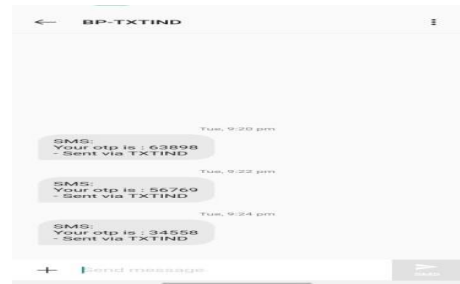 BP-TXTIND
Tue, 9:20 pm
SMS:
Your otp is : 63898
- Sent via TXTIND
Tue, 9:22 pm
SMS:
Your otp is : 56769
- Sent via TXTIND
Tue, 9:24 pm
SMS:
Your otp is : 34558
- Sent via TXTIND
Send message
SMS